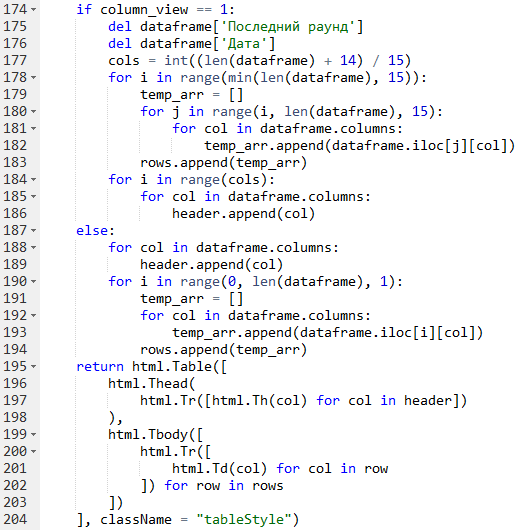 174     if column_view == 1:
175         del dataframe['Последний раунд']
176         del dataframe['Дата']
177         cols = int((len(dataframe) + 14) / 15)
178         for i in range(min(len(dataframe), 15)):
179             temp_arr = []
180             for j in range(i, len(dataframe), 15):
181                 for col in dataframe.columns:
182                     temp_arr.append(dataframe.iloc[j][col])
183             rows.append(temp_arr)
184         for i in range(cols):
185             for col in dataframe.columns:
186                 header.append(col)
187     else:
188         for col in dataframe.columns:
189             header.append(col)
190         for i in range(0, len(dataframe), 1):
191             temp_arr = []
192             for col in dataframe.columns:
193                 temp_arr.append(dataframe.iloc[i][col])
194             rows.append(temp_arr)
195     return html.Table([
196         html.Thead(
197             html.Tr([html.Th(col) for col in header])
198         ),
199         html.Tbody([
200             html.Tr([
201                 html.Td(col) for col in row
202             ]) for row in rows
203         ])
204     ], className = "tableStyle")